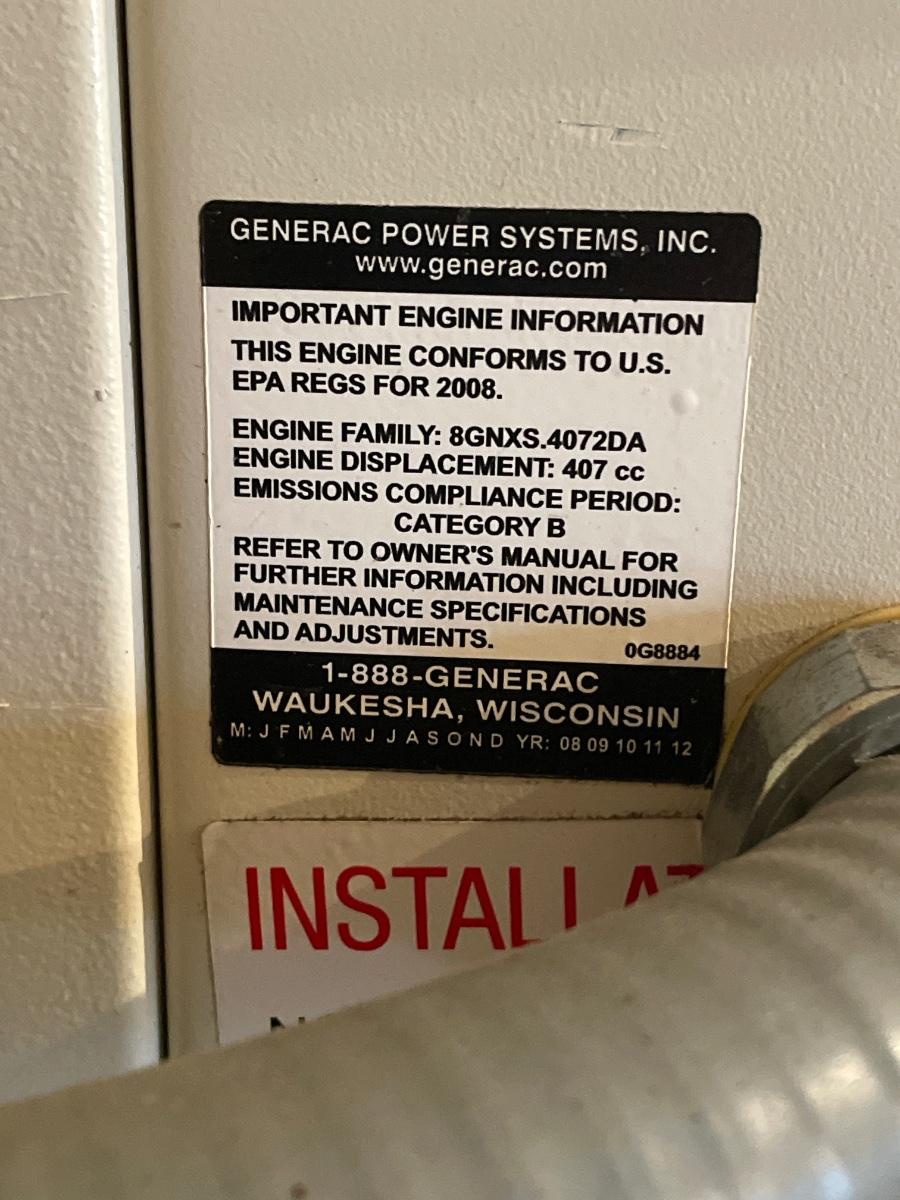 GENERAC POWER SYSTEMS, INC.
www.generac.com
IMPORTANT ENGINE INFORMATION
THIS ENGINE CONFORMS TO U.S.
EPA REGS FOR 2008.
ENGINE FAMILY: 8GNXS.4072DA
ENGINE DISPLACEMENT: 407 cc
EMISSIONS COMPLIANCE PERIOD:
CATEGORY B
REFER TO OWNER'S MANUAL FOR
FURTHER INFORMATION INCLUDING
MAINTENANCE SPECIFICATIONS
AND ADJUSTMENTS.
0G8884
1-888-GENERAC
WAUKESHA, WISCONSIN
M: J F M A M J J A S O N D YR: 08 09 10 11 12
INSTALLAT